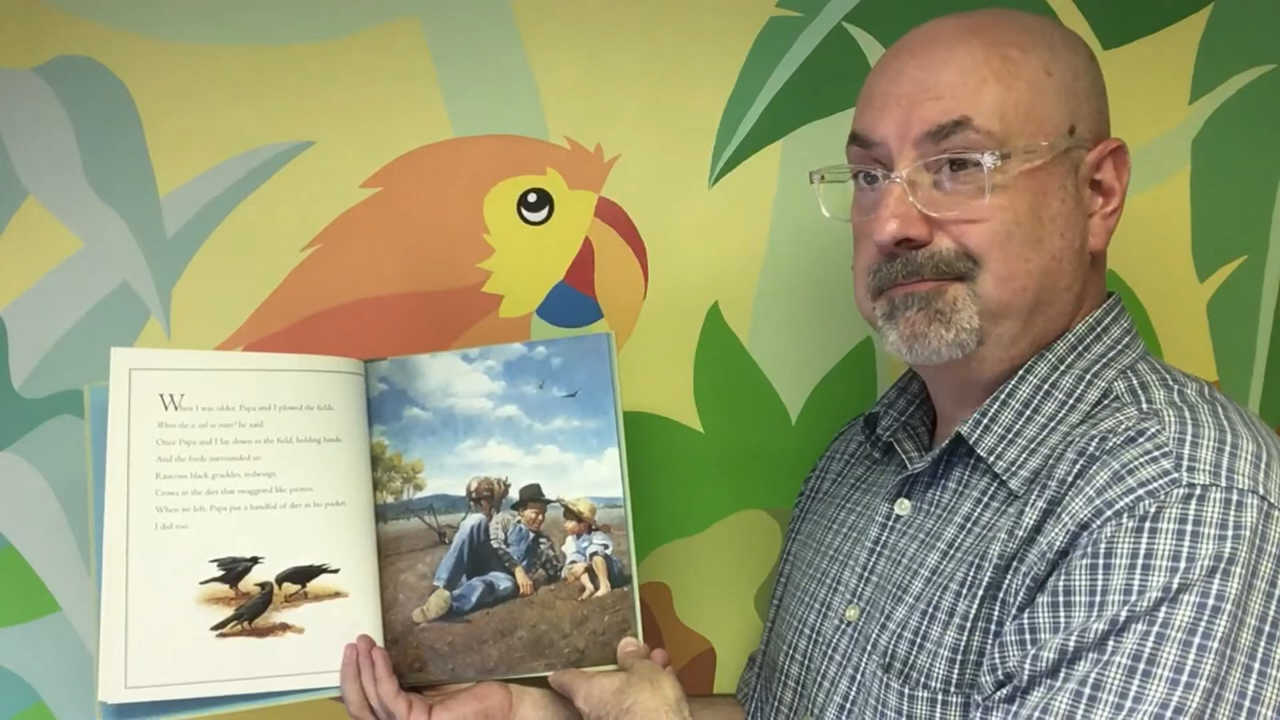 When I was older, Papa and I plowed the fields.
Where else is soil so sweet? he said.
Once Papa and I lay down in the field, holding hands,
And the birds surrounded us:
Raucous black grackles, redwings,
Crows in the dirt that swaggered like pirates.
When we left, Papa put a handful of dirt in his pocket.
I did too.